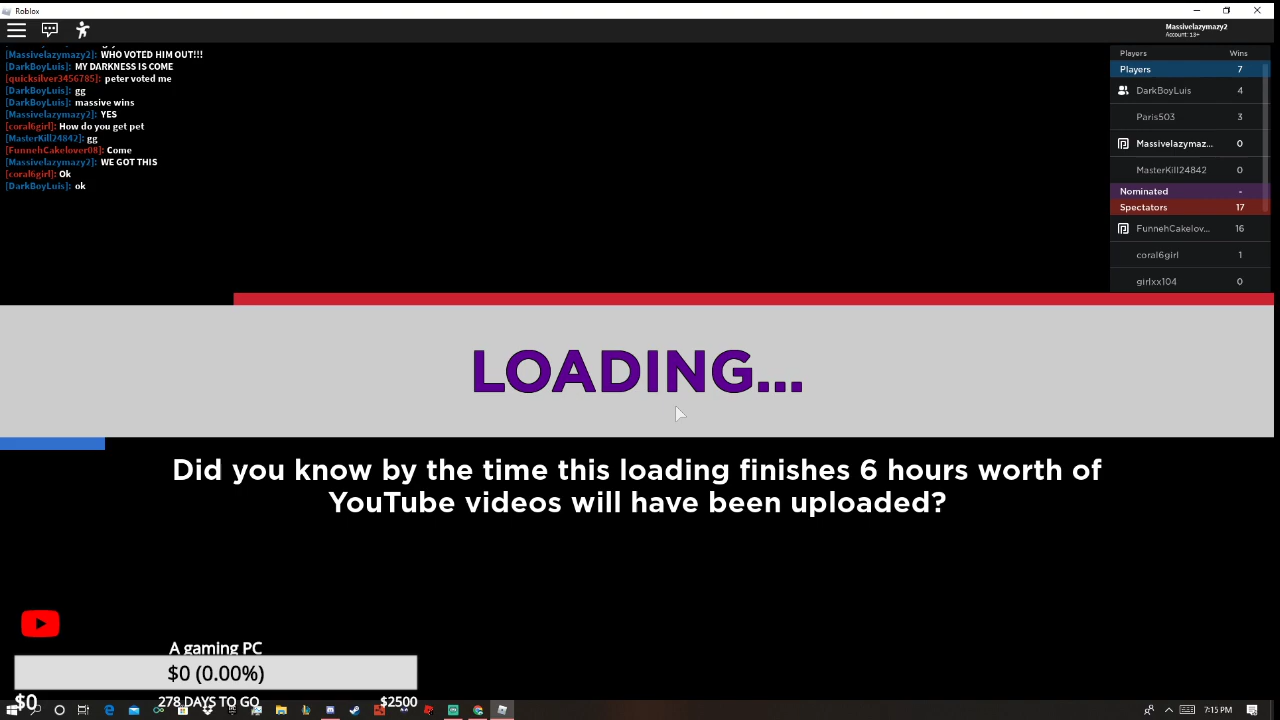 Roblox
Massivelazymazy2
Account: 13+
[Massivelazymazy2]: WHO VOTED HIM OUT!!!
[DarkBoyLuis]: MY DARKNESS IS COME
[quicksilver3456785]: peter voted me
[DarkBoyLuis]: gg
[DarkBoyLuis]: massive wins
[Massivelazymazy2]: YES
[coral6girl]: How do you get pet
[MasterKill24842]: gg
[FunnehCakelover08]: Come
[Massivelazymazy2]: WE GOT THIS
[coral6girl]: Ok
[DarkBoyLuis]: ok
Players Wins
Players 7
DarkBoyLuis 4
Paris503 3
Massivelazymaz... 0
MasterKill24842 0
Nominated -
Spectators 17
FunnehCakelov... 16
coral6girl 1
girlxx104 0
LOADING...
Did you know by the time this loading finishes 6 hours worth of
YouTube videos will have been uploaded?
A gaming PC
$0 (0.00%)
$0 278 DAYS TO GO $2500
7:15 PM